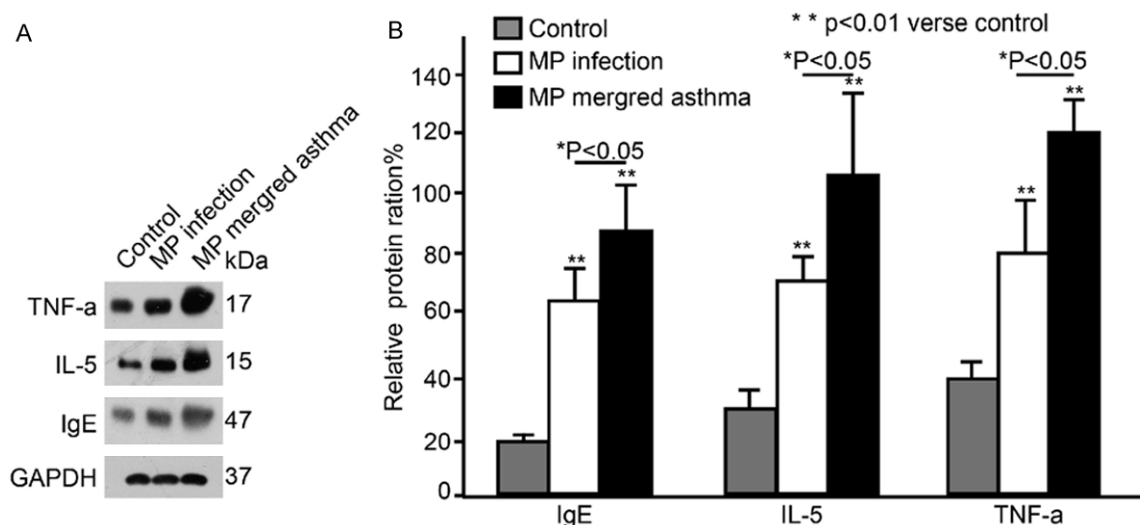 A
Control
MP infection
MP mergred asthma
kDa
TNF-a 17
IL-5 15
IgE 47
GAPDH 37
B
Control
MP infection
MP mergred asthma
* * p<0.01 verse control
Relative protein ration%
140
120
100
80
60
40
20
0
*P<0.05
*P<0.05
*P<0.05
**
**
**
**
**
**
IgE IL-5 TNF-a